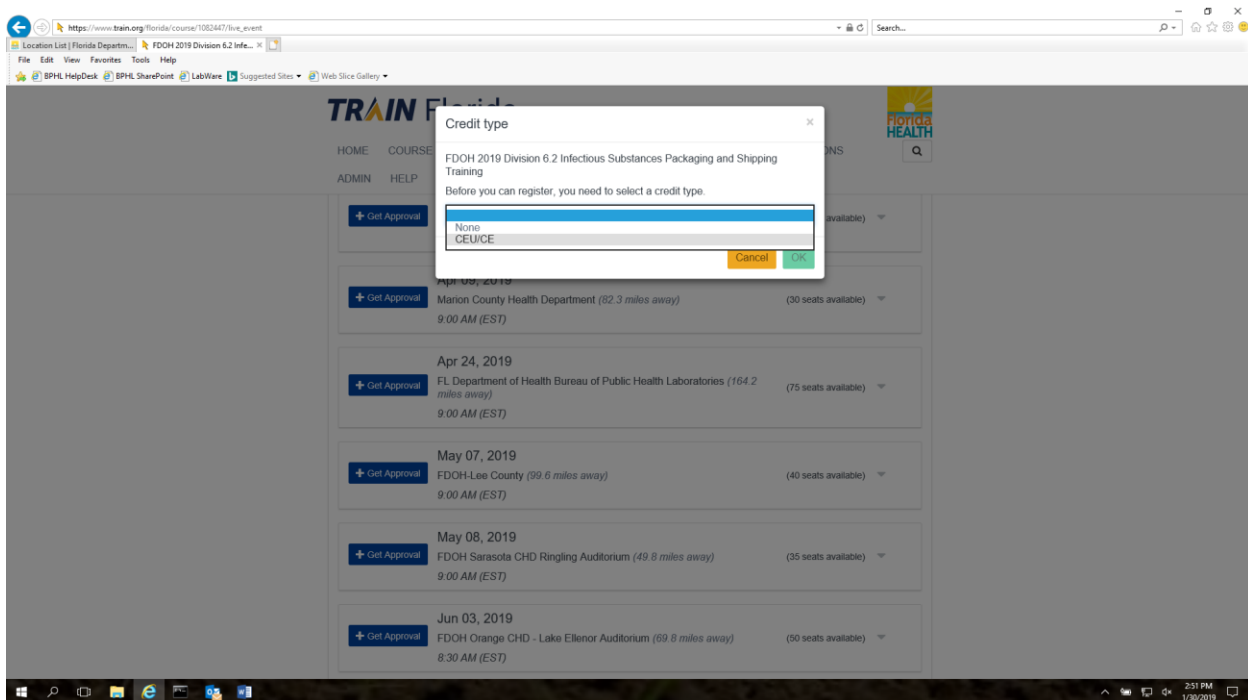 https://www.train.org/florida/course/1082447/live_event
Search...
Location List | Florida Departm...
FDOH 2019 Division 6.2 Infe...
File Edit View Favorites Tools Help
BPHL HelpDesk BPHL SharePoint LabWare Suggested Sites Web Slice Gallery
TRAIN
Florida HEALTH
HOME COURSE
ADMIN HELP
Credit type
FDOH 2019 Division 6.2 Infectious Substances Packaging and Shipping
Training
Before you can register, you need to select a credit type.
None
CEU/CE
Cancel OK
+ Get Approval
available)
Apr 09, 2019
+ Get Approval Marion County Health Department (82.3 miles away) (30 seats available)
9:00 AM (EST)
Apr 24, 2019
+ Get Approval FL Department of Health Bureau of Public Health Laboratories (164.2
miles away) (75 seats available)
9:00 AM (EST)
May 07, 2019
+ Get Approval FDOH-Lee County (99.6 miles away) (40 seats available)
9:00 AM (EST)
May 08, 2019
+ Get Approval FDOH Sarasota CHD Ringling Auditorium (49.8 miles away) (35 seats available)
9:00 AM (EST)
Jun 03, 2019
+ Get Approval FDOH Orange CHD - Lake Ellenor Auditorium (69.8 miles away) (50 seats available)
8:30 AM (EST)
2:51 PM
1/30/2019